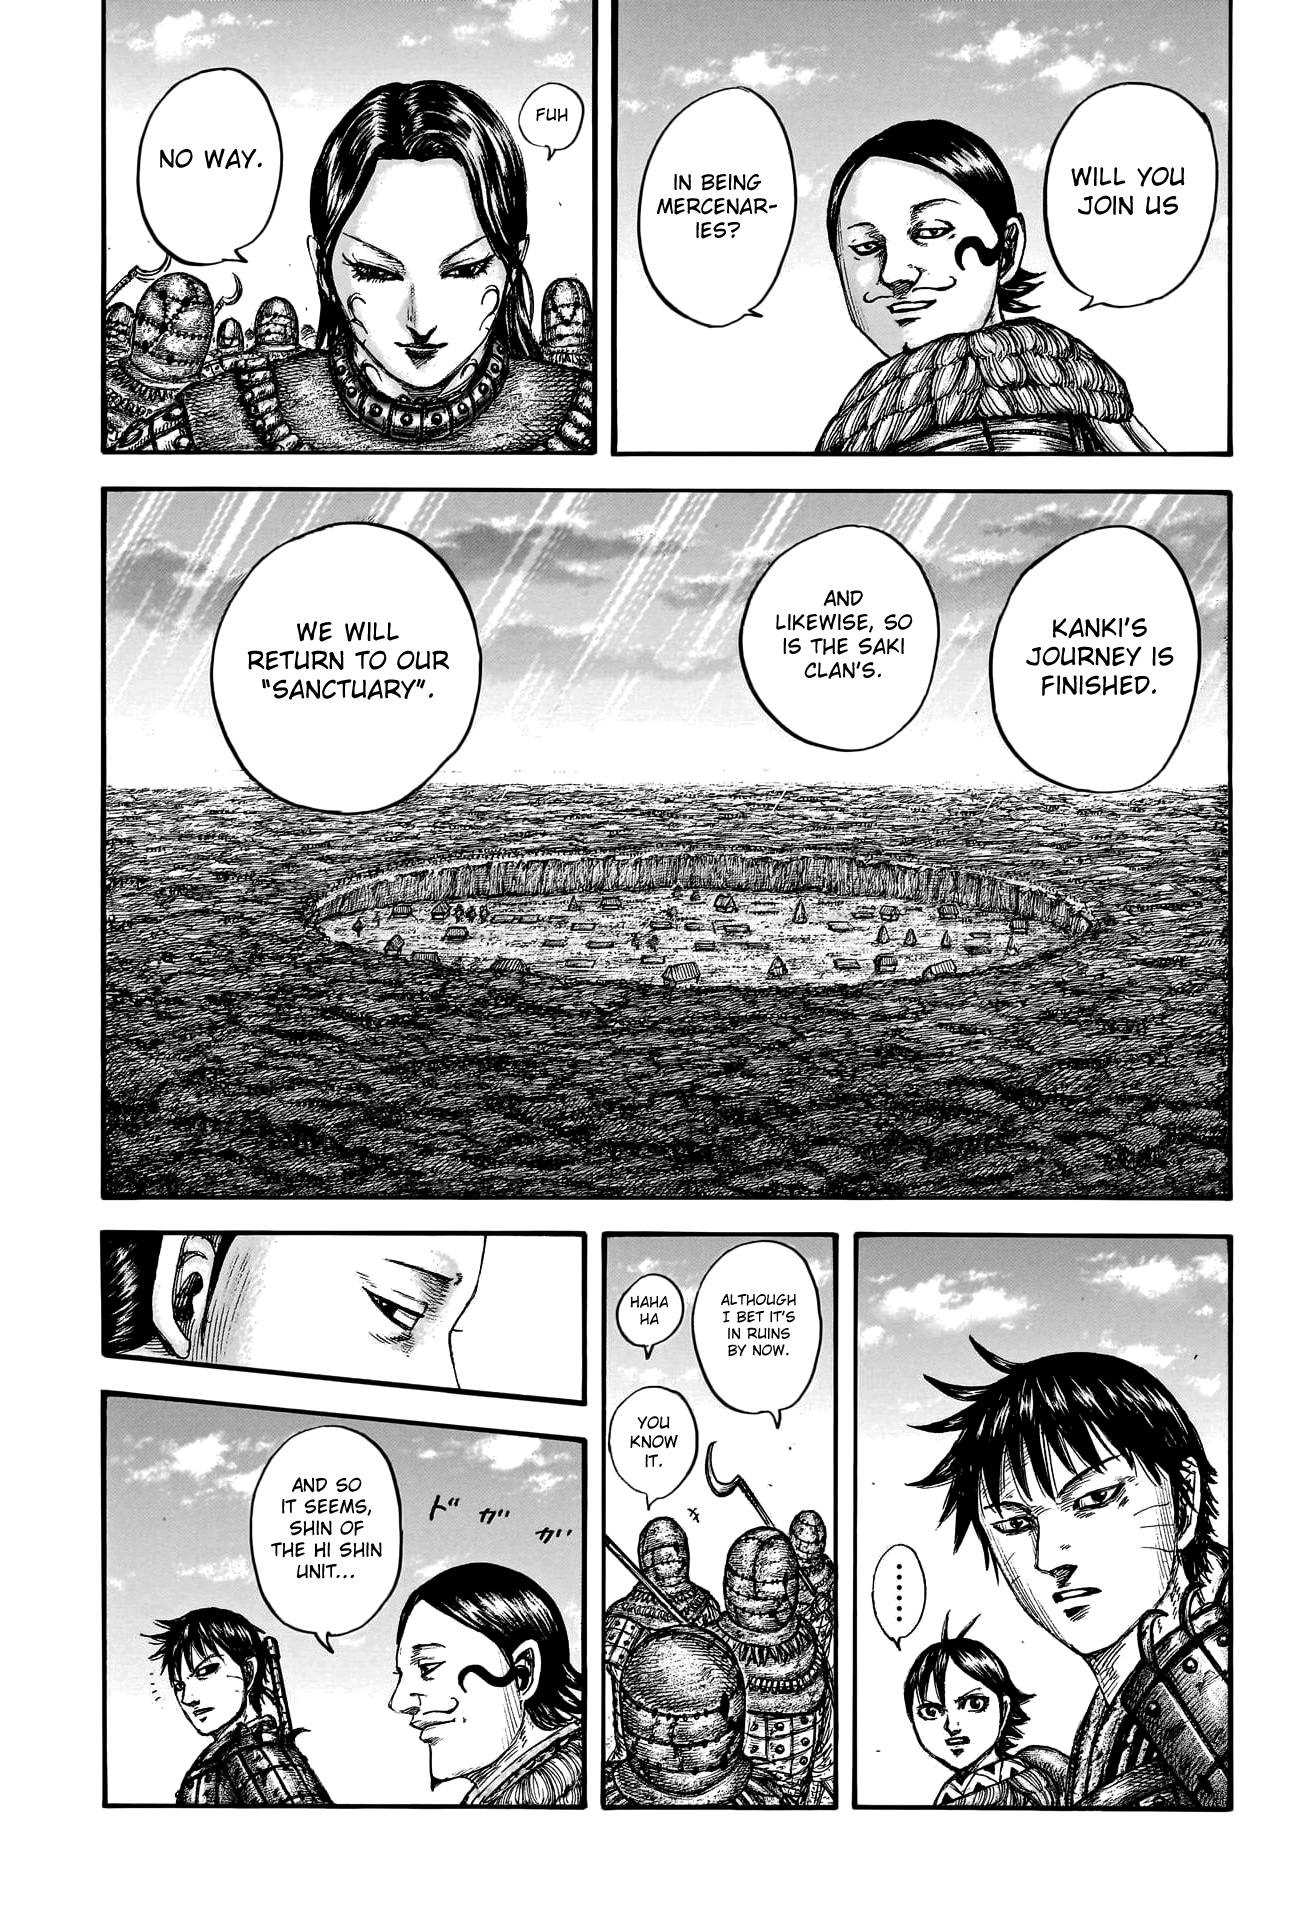 WILL YOU
JOIN US
IN BEING
MERCENAR-
IES?
FUH
NO WAY.
KANKI'S
JOURNEY IS
FINISHED.
AND
LIKEWISE, SO
IS THE SAKI
CLAN'S.
WE WILL
RETURN TO OUR
"SANCTUARY".
......
ALTHOUGH
I BET IT'S
IN RUINS
BY NOW.
HAHA
HA
YOU
KNOW
IT.
AND SO
IT SEEMS,
SHIN OF
THE HI SHIN
UNIT...
ドガガ